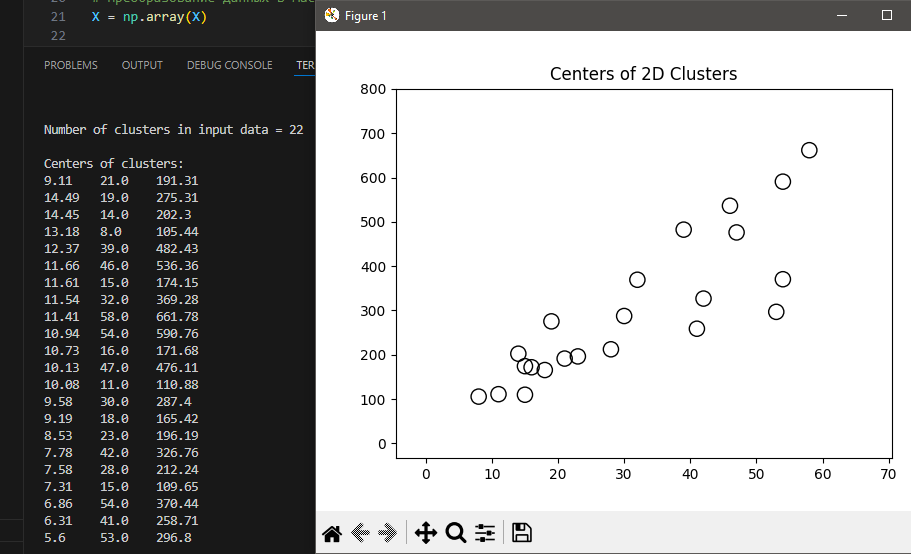 21 X = np.array(X)
22
PROBLEMS OUTPUT DEBUG CONSOLE TER
Number of clusters in input data = 22
Centers of clusters:
9.11 21.0 191.31
14.49 19.0 275.31
14.45 14.0 202.3
13.18 8.0 105.44
12.37 39.0 482.43
11.66 46.0 536.36
11.61 15.0 174.15
11.54 32.0 369.28
11.41 58.0 661.78
10.94 54.0 590.76
10.73 16.0 171.68
10.13 47.0 476.11
10.08 11.0 110.88
9.58 30.0 287.4
9.19 18.0 165.42
8.53 23.0 196.19
7.78 42.0 326.76
7.58 28.0 212.24
7.31 15.0 109.65
6.86 54.0 370.44
6.31 41.0 258.71
5.6 53.0 296.8
Figure 1
Centers of 2D Clusters
800
700
600
500
400
300
200
100
0
0 10 20 30 40 50 60 70